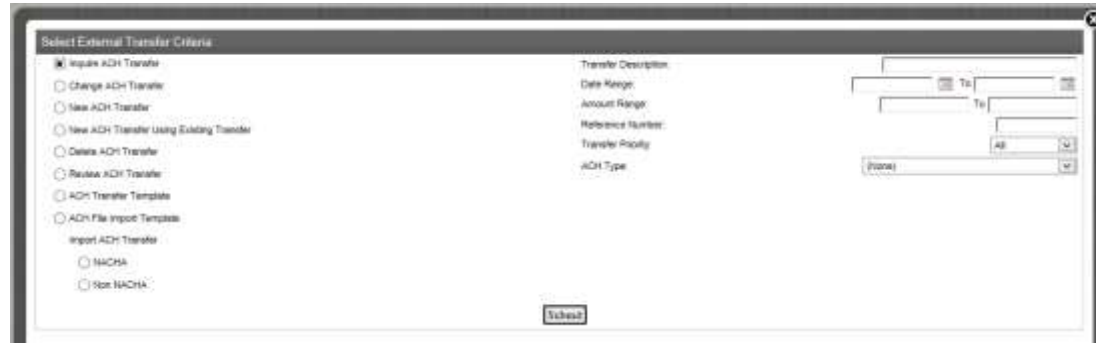 Select External Transfer Criteria
Inquire ACH Transfer
Change ACH Transfer
New ACH Transfer
New ACH Transfer Using Existing Transfer
Delete ACH Transfer
Review ACH Transfer
ACH Transfer Template
ACH File Import Template
Import ACH Transfer
NACHA
Non NACHA
Transfer Description:
Date Range: To
Amount Range: To
Reference Number:
Transfer Priority All
ACH Type (None)
Submit